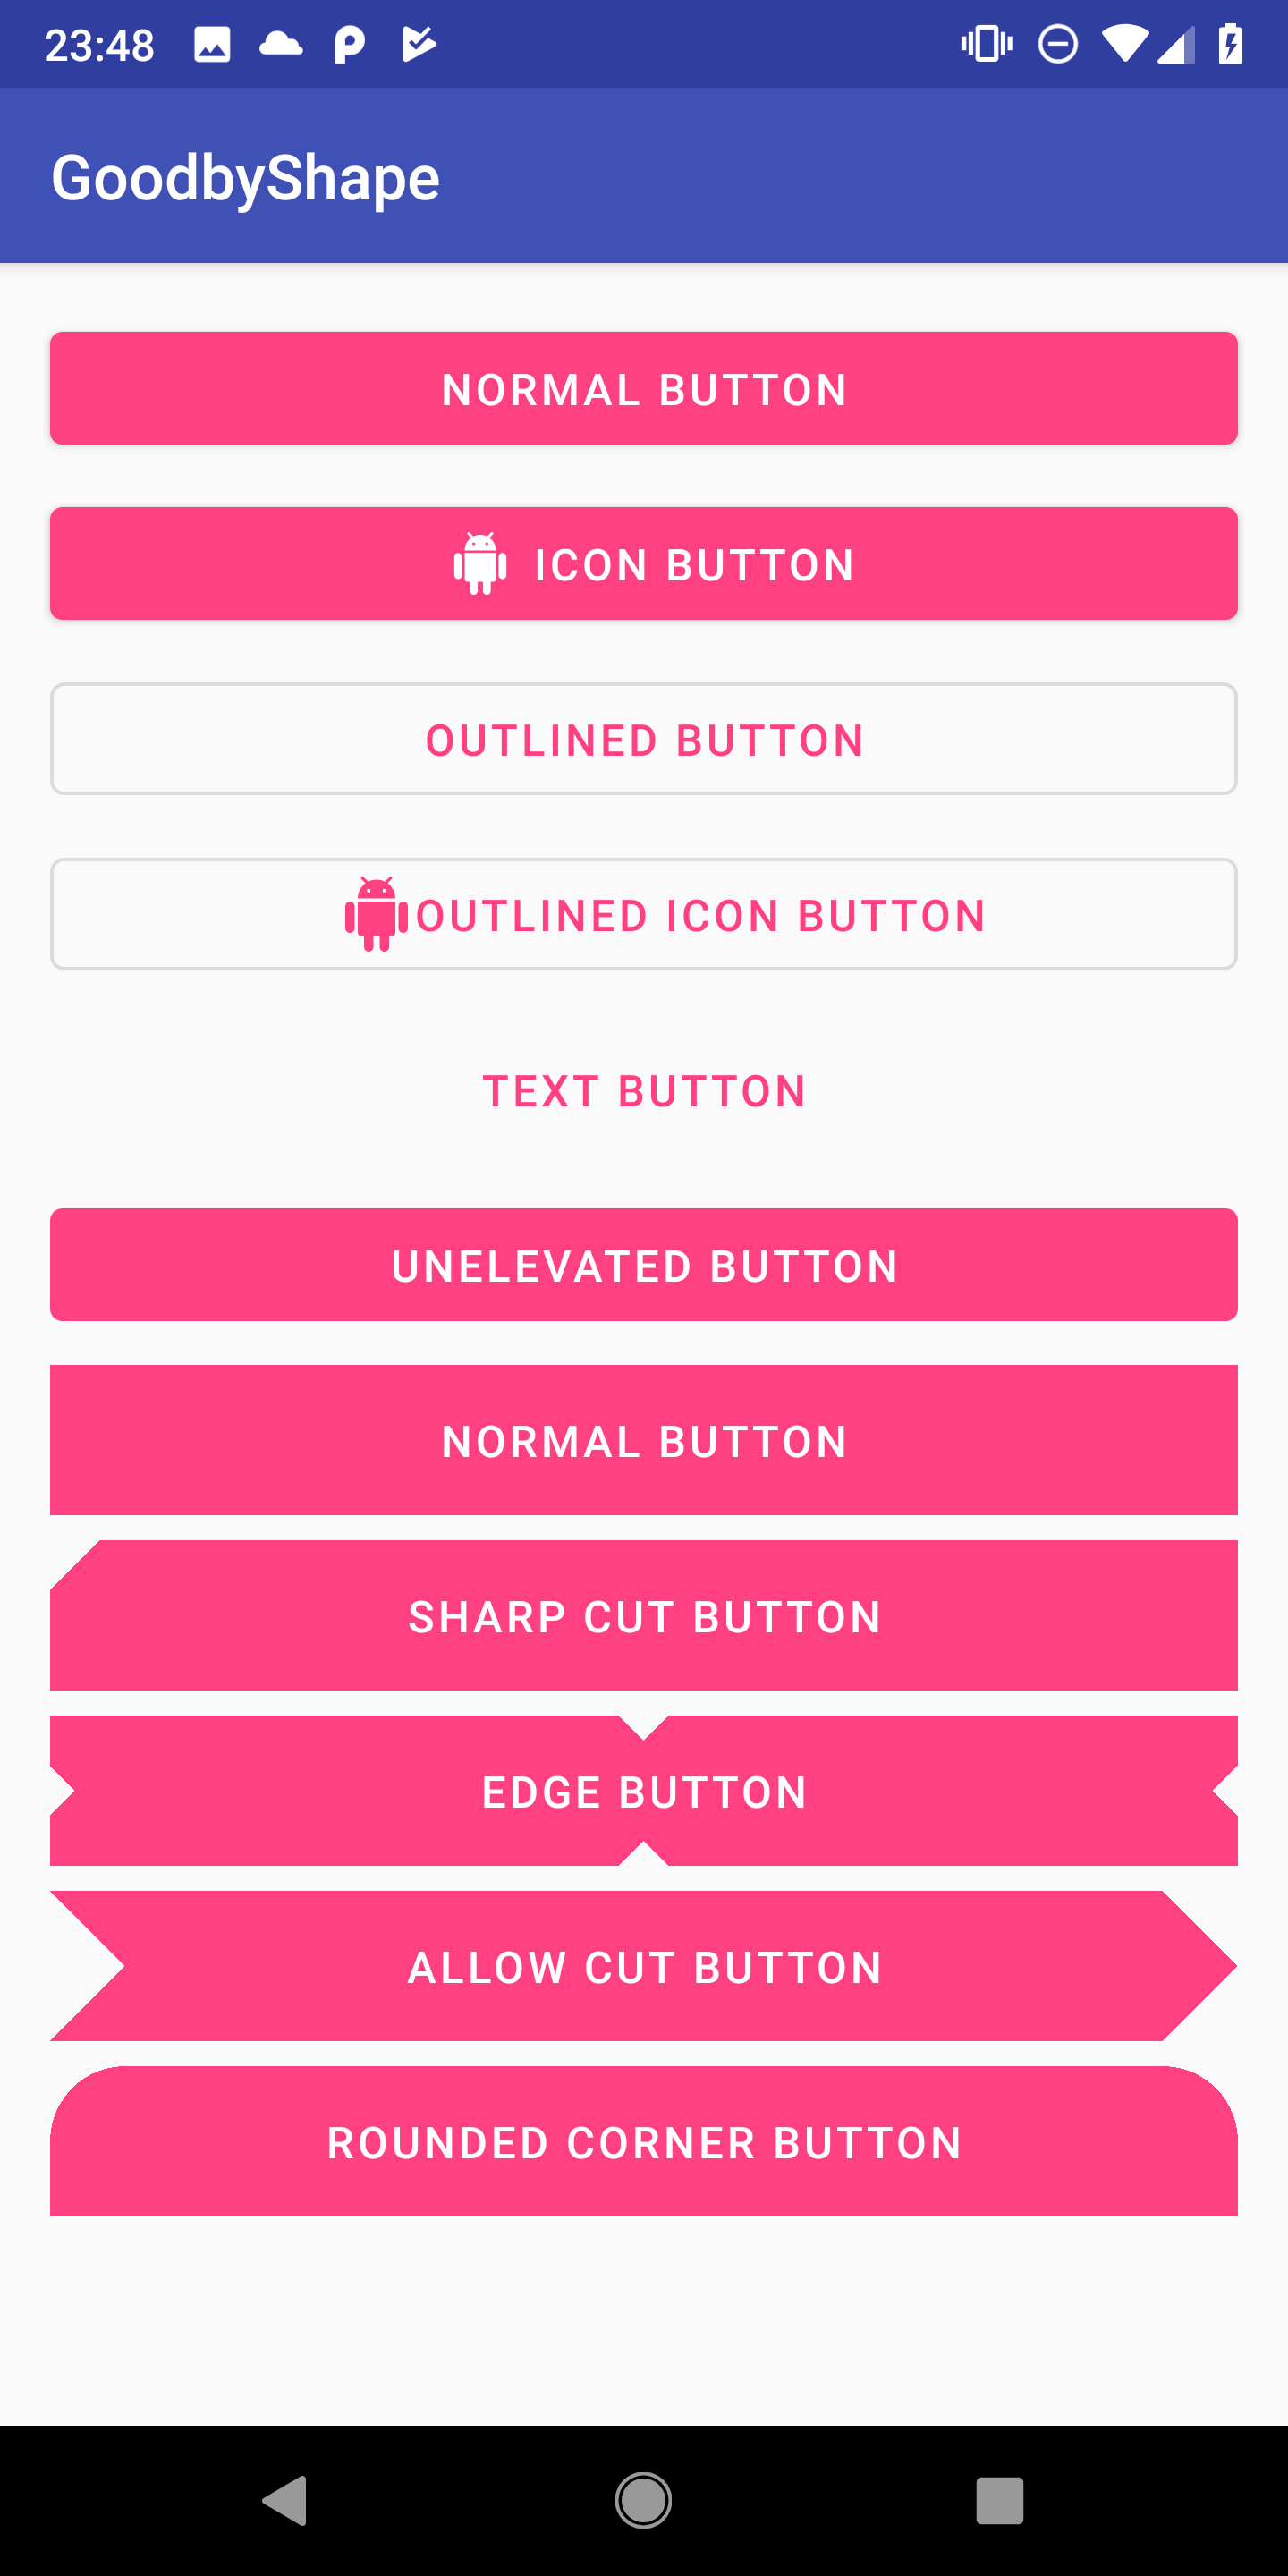 23:48
GoodbyShape
NORMAL BUTTON
ICON BUTTON
OUTLINED BUTTON
OUTLINED ICON BUTTON
TEXT BUTTON
UNELEVATED BUTTON
NORMAL BUTTON
SHARP CUT BUTTON
EDGE BUTTON
ALLOW CUT BUTTON
ROUNDED CORNER BUTTON